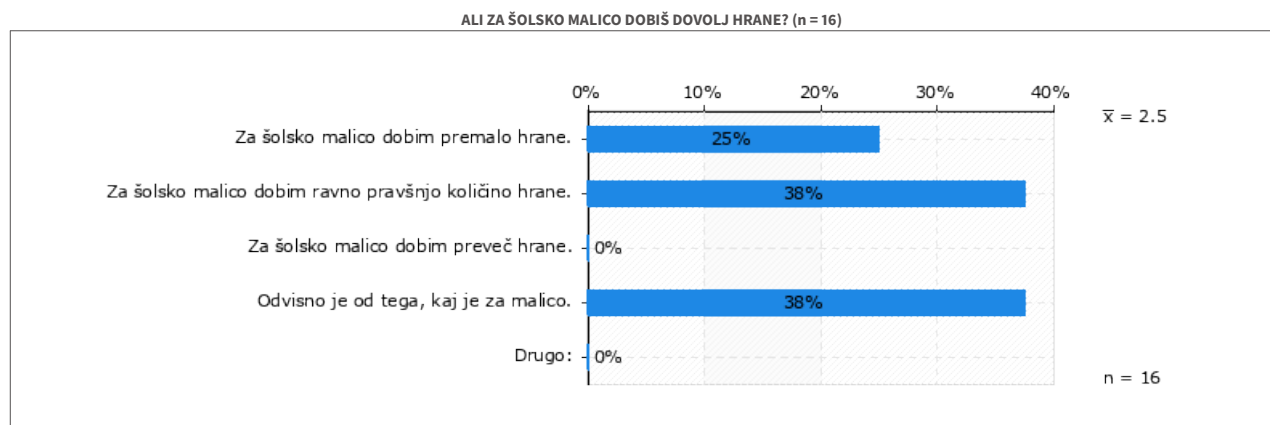 ALI ZA ŠOLSKO MALICO DOBIŠ DOVOLJ HRANE? (n = 16)
0% 10% 20% 30% 40%
x̅ = 2.5
Za šolsko malico dobim premalo hrane. 25%
Za šolsko malico dobim ravno pravšnjo količino hrane. 38%
Za šolsko malico dobim preveč hrane. 0%
Odvisno je od tega, kaj je za malico. 38%
Drugo: 0%
n = 16